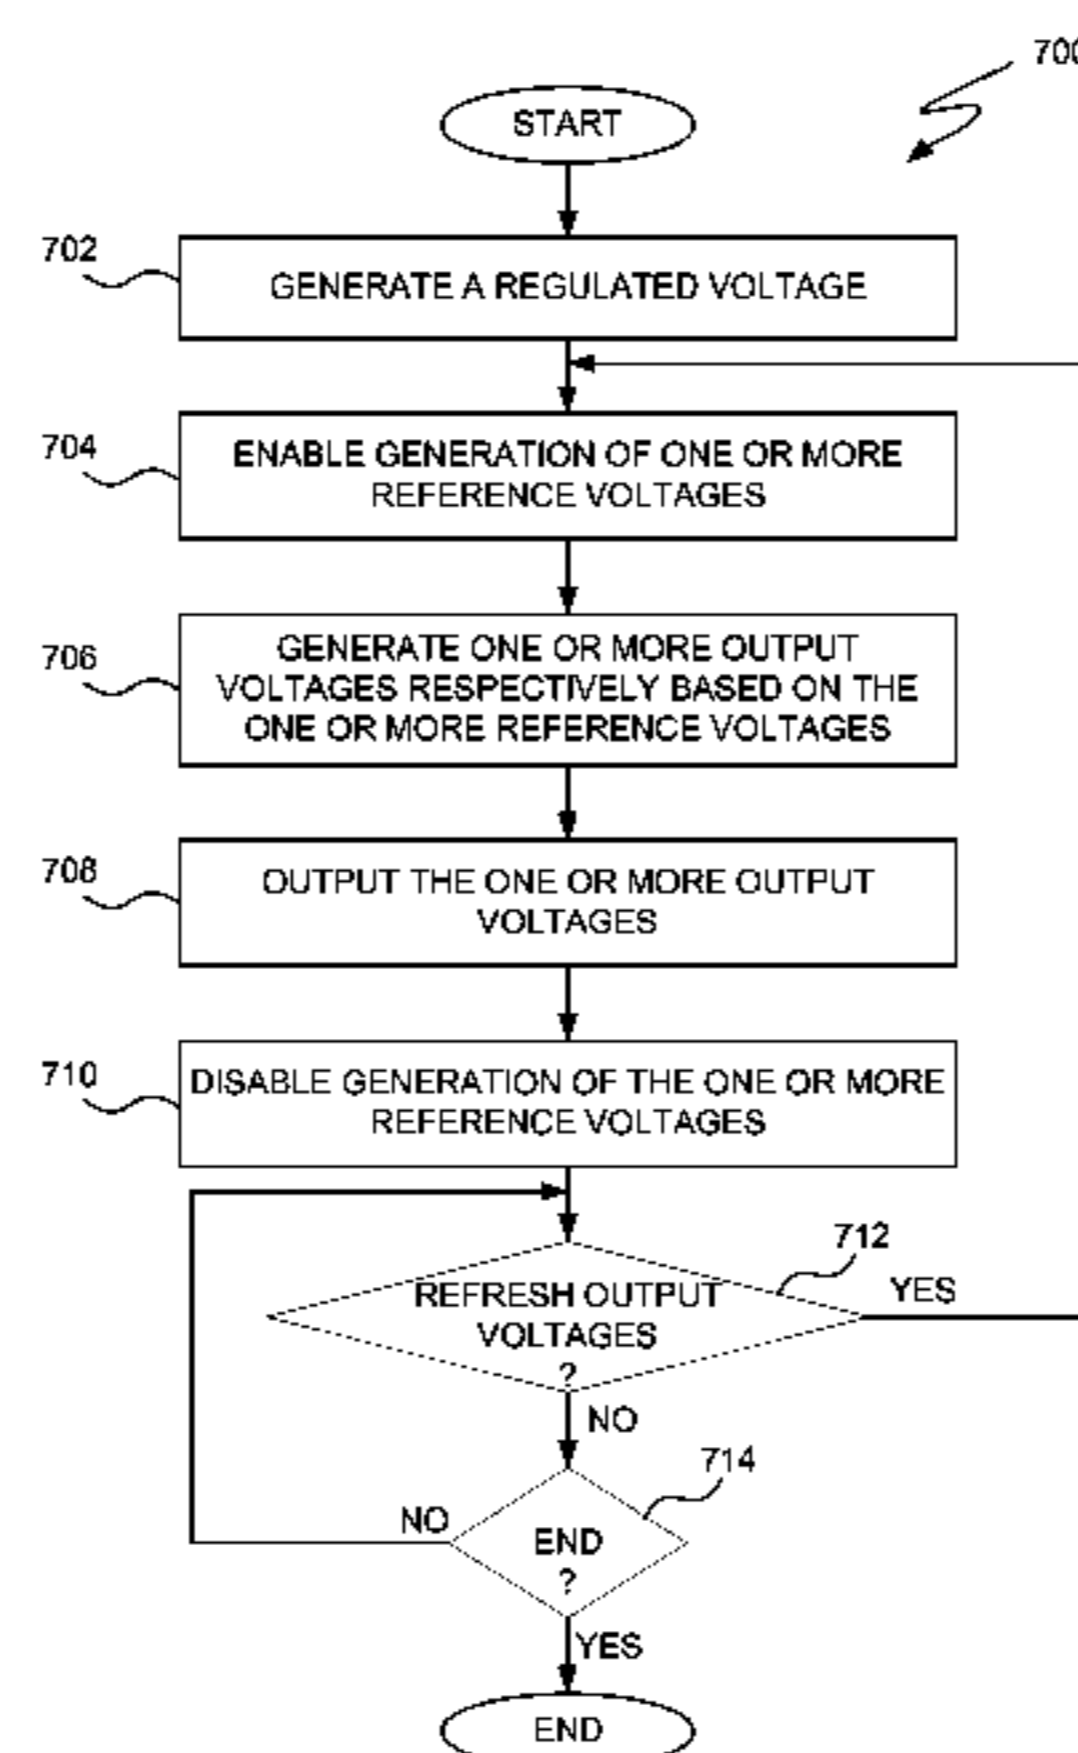 700
START
702
GENERATE A REGULATED VOLTAGE
704
ENABLE GENERATION OF ONE OR MORE
REFERENCE VOLTAGES
706
GENERATE ONE OR MORE OUTPUT
VOLTAGES RESPECTIVELY BASED ON THE
ONE OR MORE REFERENCE VOLTAGES
708
OUTPUT THE ONE OR MORE OUTPUT
VOLTAGES
710
DISABLE GENERATION OF THE ONE OR MORE
REFERENCE VOLTAGES
712
REFRESH OUTPUT
VOLTAGES
?
YES
NO
714
NO
END
?
YES
END